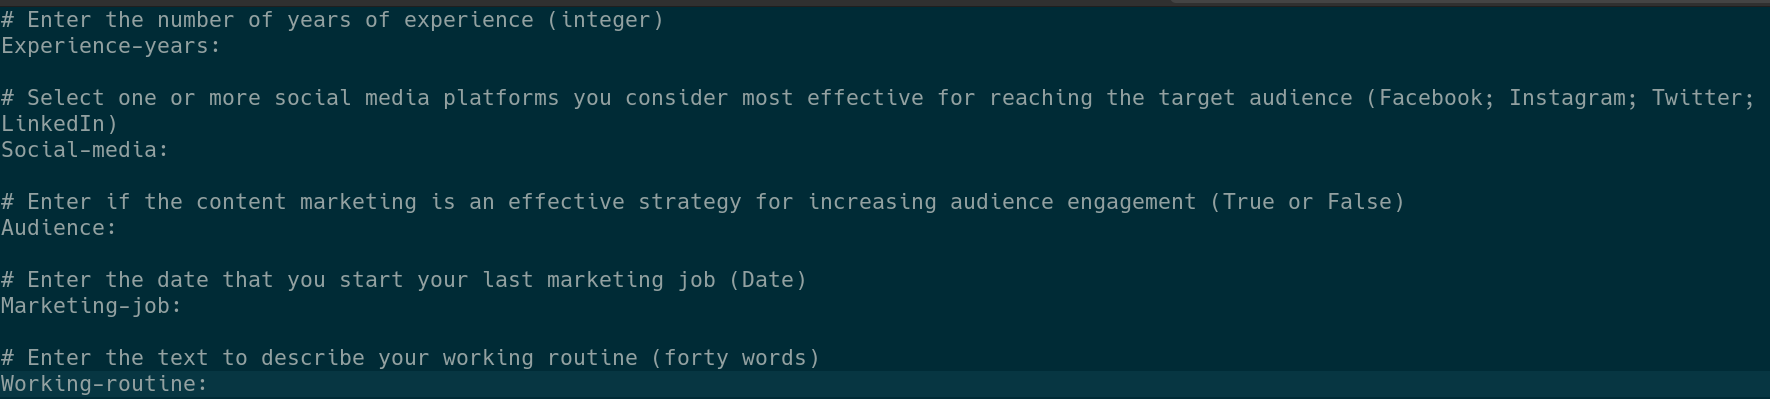 # Enter the number of years of experience (integer)
Experience-years:
# Select one or more social media platforms you consider most effective for reaching the target audience (Facebook; Instagram; Twitter;
LinkedIn)
Social-media:
# Enter if the content marketing is an effective strategy for increasing audience engagement (True or False)
Audience:
# Enter the date that you start your last marketing job (Date)
Marketing-job:
# Enter the text to describe your working routine (forty words)
Working-routine: